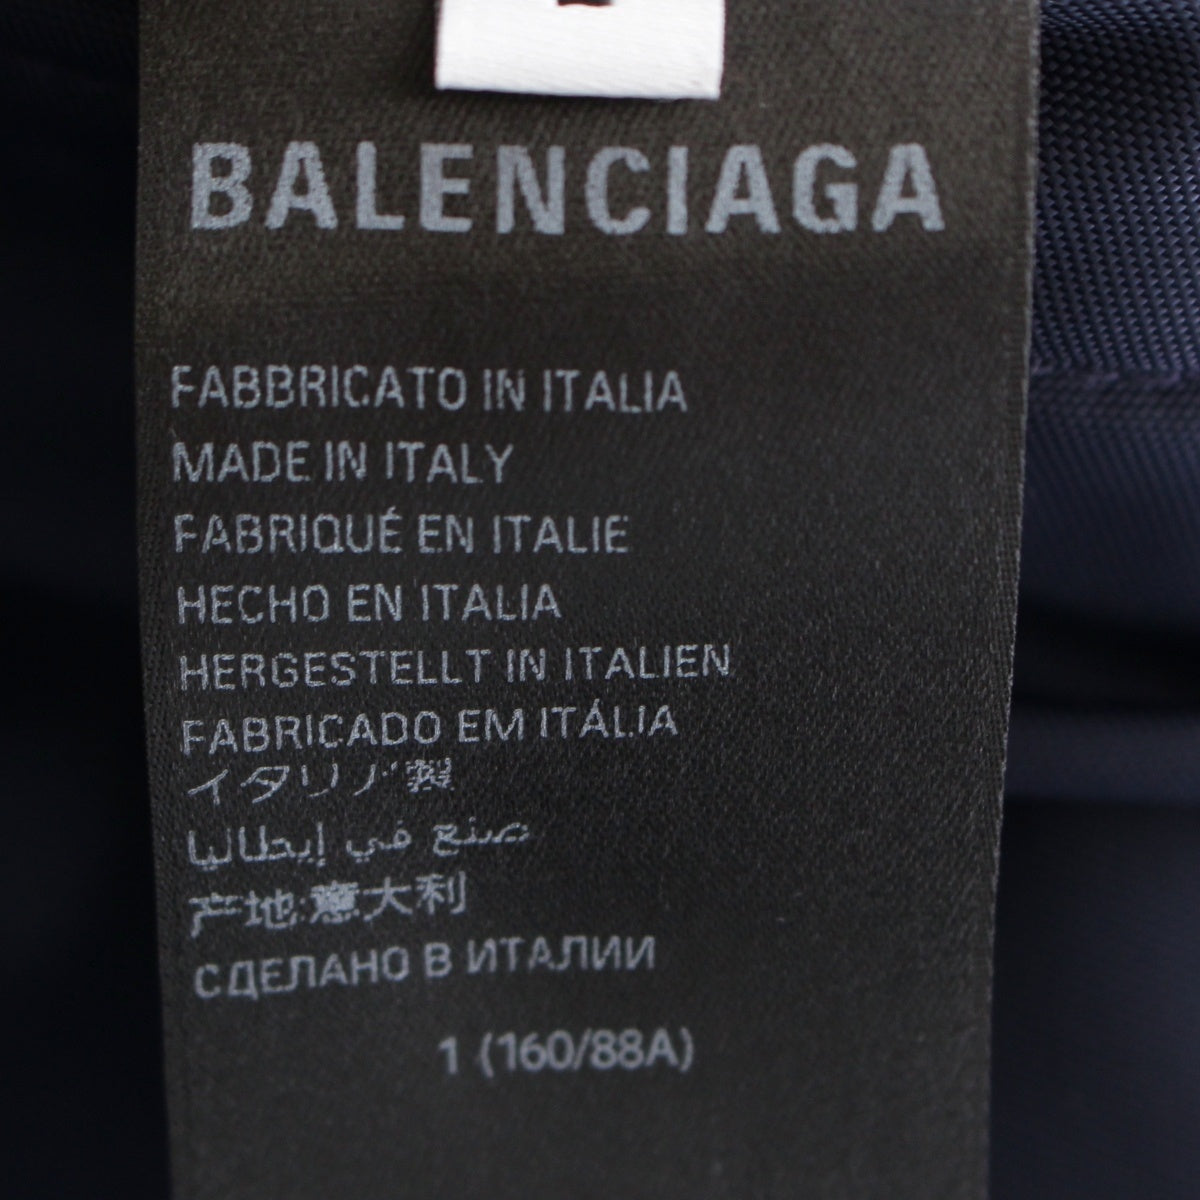 BALENCIAGA
FABBRICATO IN ITALIA
MADE IN ITALY
FABRIQUÉ EN ITALIE
HECHO EN ITALIA
HERGESTELLT IN ITALIEN
FABRICADO EM ITÁLIA
イタリア製
صنع في إيطاليا
产地:意大利
СДЕЛАНО В ИТАЛИИ
1 (160/88A)